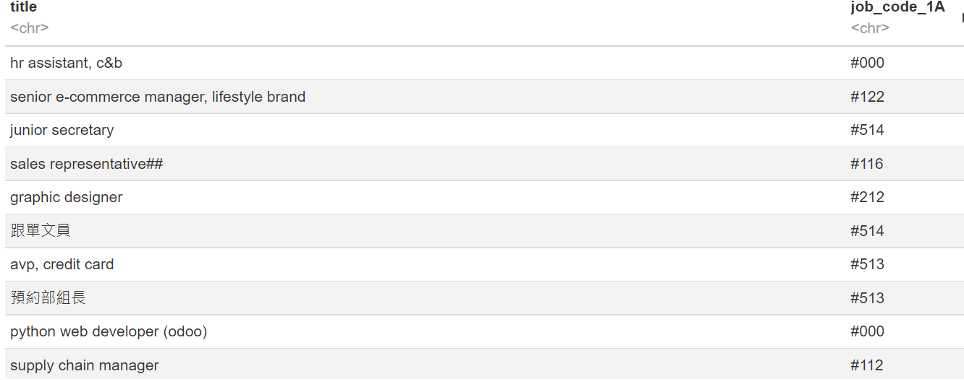 title job_code_1A
<chr> <chr>
hr assistant, c&b #000
senior e-commerce manager, lifestyle brand #122
junior secretary #514
sales representative## #116
graphic designer #212
跟單文員 #514
avp, credit card #513
預約部組長 #513
python web developer (odoo) #000
supply chain manager #112